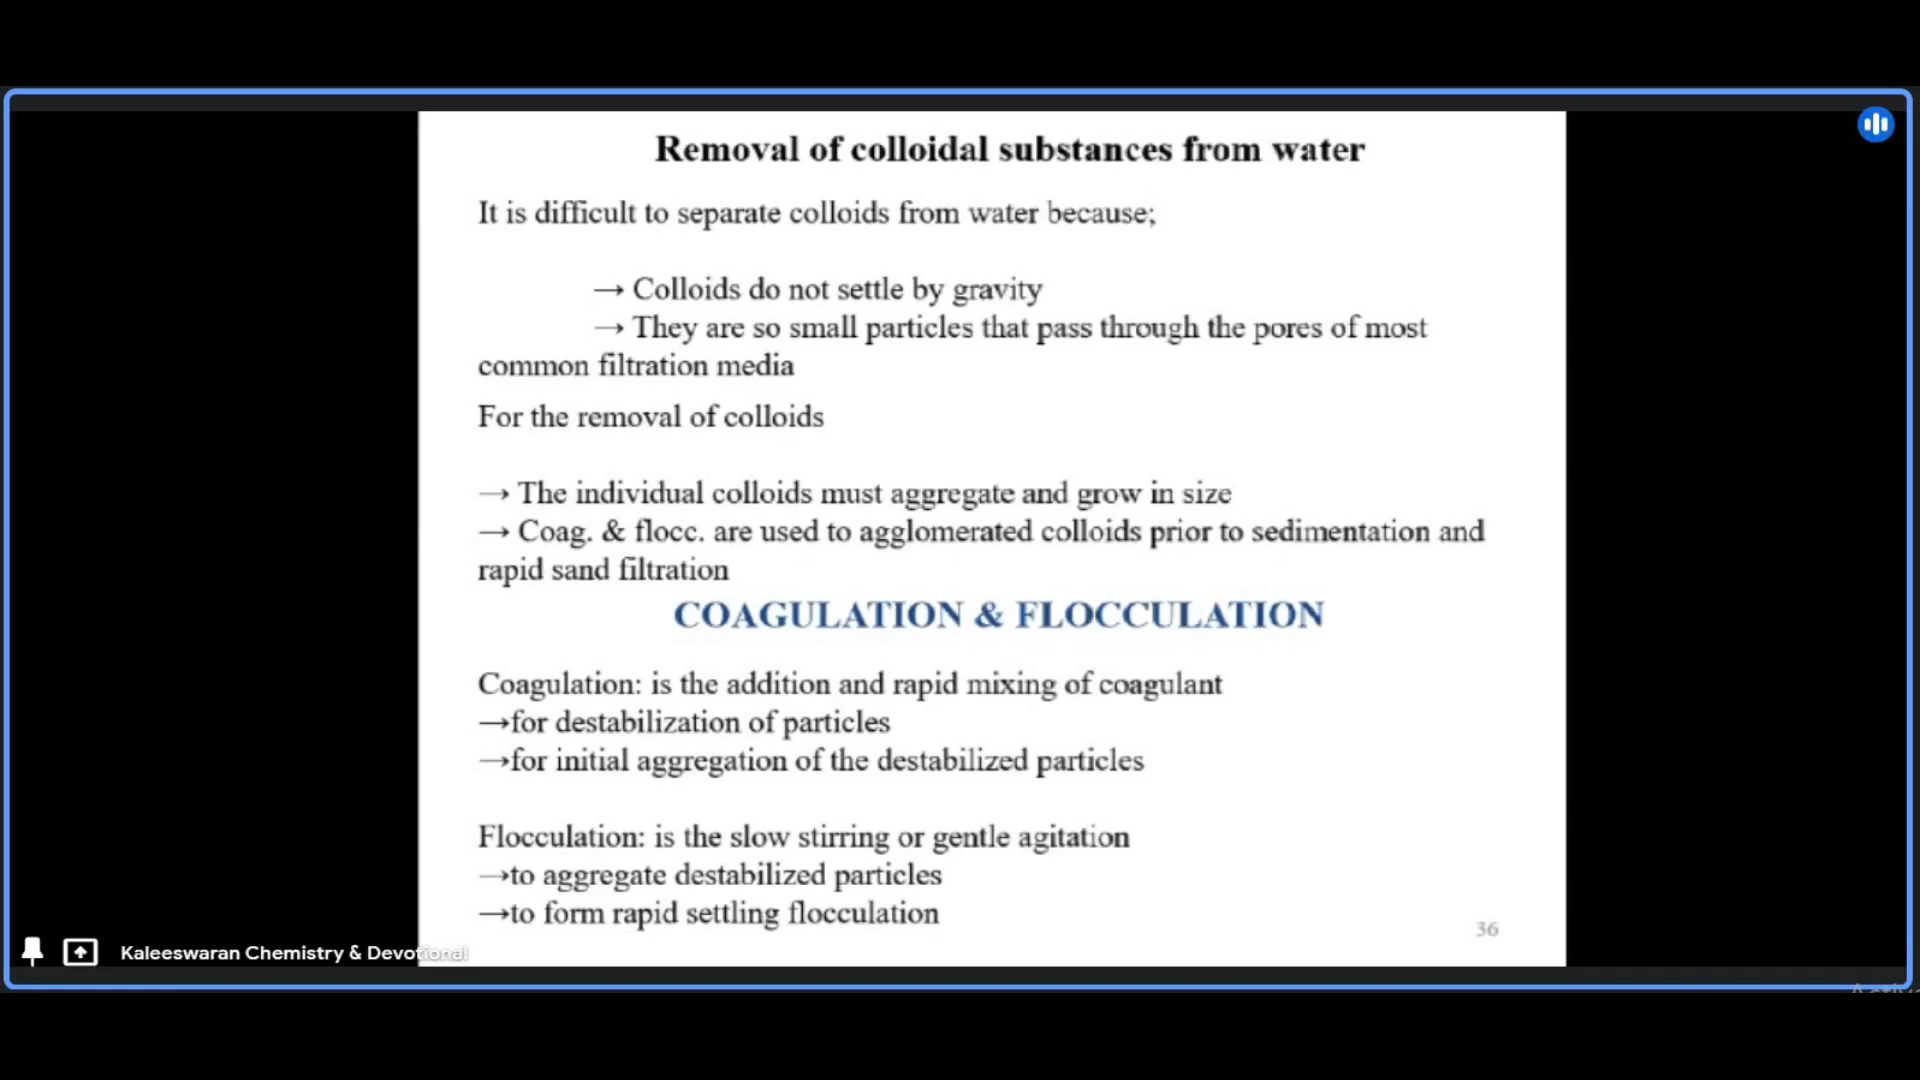 Removal of colloidal substances from water
It is difficult to separate colloids from water because;
→ Colloids do not settle by gravity
→ They are so small particles that pass through the pores of most
common filtration media
For the removal of colloids
→ The individual colloids must aggregate and grow in size
→ Coag. & flocc. are used to agglomerated colloids prior to sedimentation and
rapid sand filtration
COAGULATION & FLOCCULATION
Coagulation: is the addition and rapid mixing of coagulant
→for destabilization of particles
→for initial aggregation of the destabilized particles
Flocculation: is the slow stirring or gentle agitation
→to aggregate destabilized particles
→to form rapid settling flocculation
36
Kaleeswaran Chemistry & Devotional